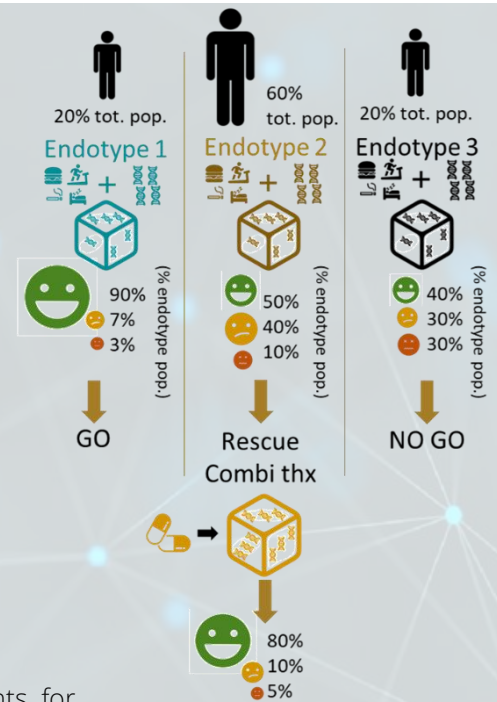 20% tot. pop.
60%
tot. pop.
20% tot. pop.
Endotype 1
Endotype 2
Endotype 3
90%
7%
3%
(% endotype pop.)
50%
40%
10%
(% endotype pop.)
40%
30%
30%
(% endotype pop.)
GO
Rescue
Combi thx
NO GO
80%
10%
5%